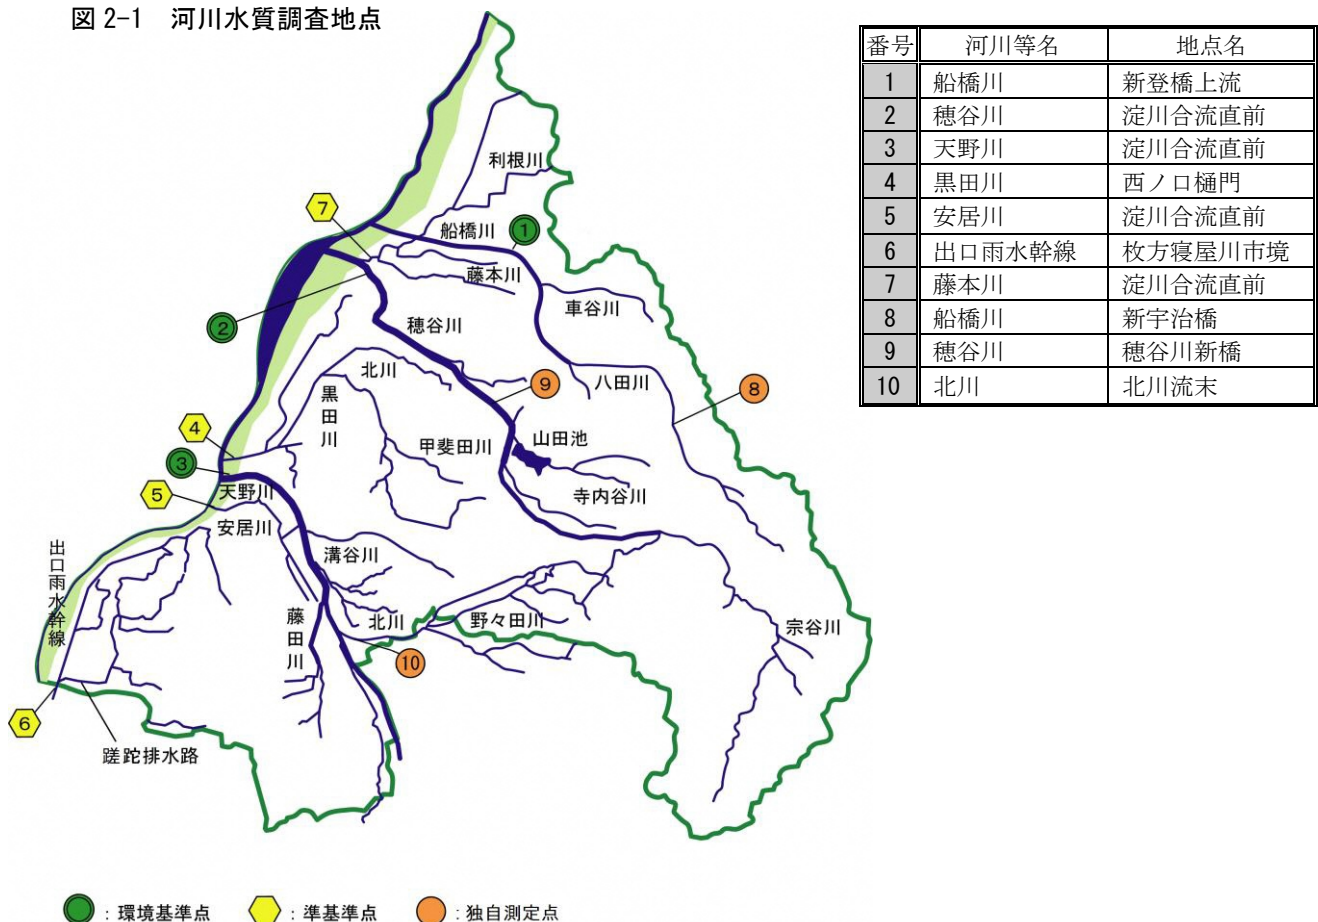 図 2-1 河川水質調査地点
番号 河川等名 地点名
1 船橋川 新登橋上流
2 穂谷川 淀川合流直前
3 天野川 淀川合流直前
4 黒田川 西ノ口樋門
5 安居川 淀川合流直前
6 出口雨水幹線 枚方寝屋川市境
7 藤本川 淀川合流直前
8 船橋川 新宇治橋
9 穂谷川 穂谷川新橋
10 北川 北川流末
利根川
7
船橋川
1
藤本川
車谷川
2
穂谷川
北川
9
八田川
8
黒田川
4
甲斐田川
山田池
3
天野川
5
寺内谷川
安居川
出口雨水幹線
溝谷川
藤田川
北川
野々田川
宗谷川
10
6
蹉跎排水路
：環境基準点
：準基準点
：独自測定点